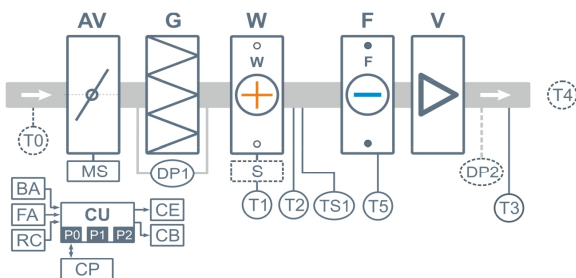 AV G W F V
W F
T0 T4
MS DP1 S DP2
T1 T2 TS1 T5 T3
BA CU CE
FA
RC P0 P1 P2 CB
CP